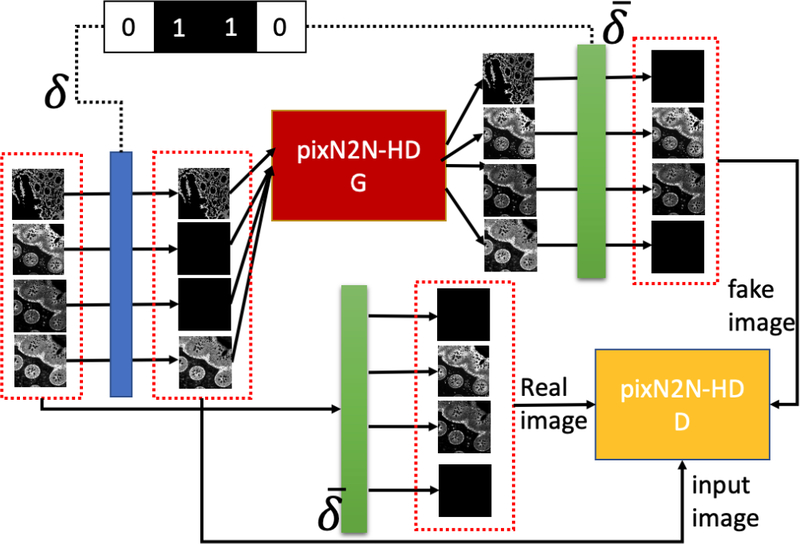 0 1 1 0
δ
δ̄
pixN2N-HD
G
fake
image
Real
image
pixN2N-HD
D
δ̄
input
image